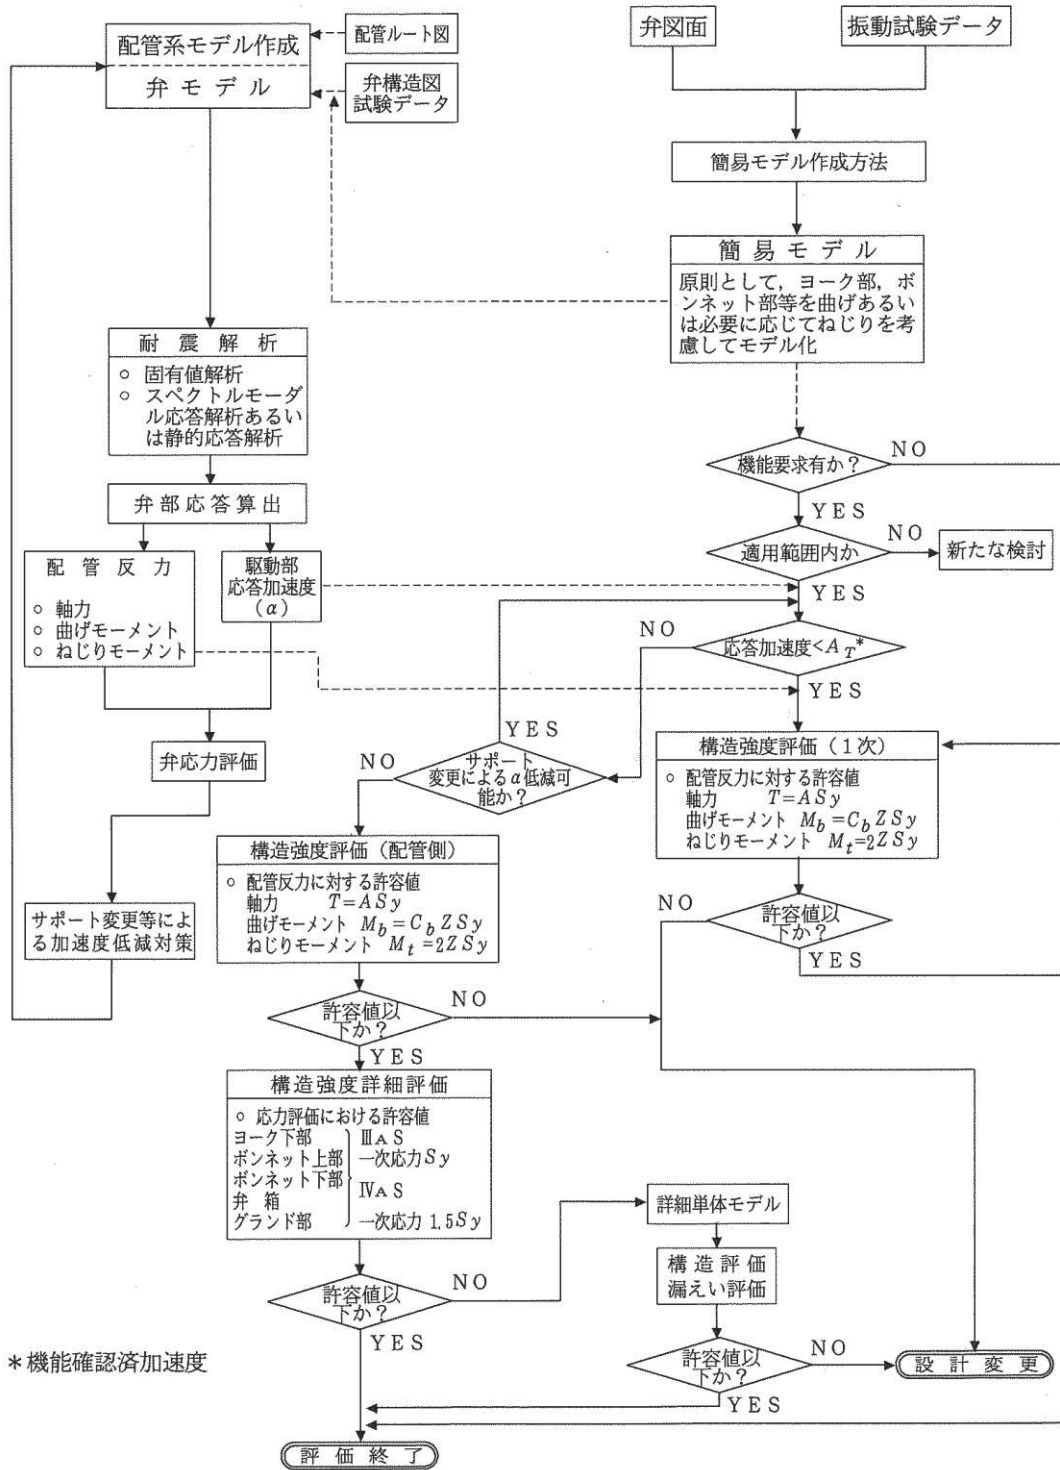 配管系モデル作成
弁モデル
配管ルート図
弁構造図
試験データ
弁図面
振動試験データ
簡易モデル作成方法
簡易モデル
原則として，ヨーク部，ボ
ンネット部等を曲げあるい
は必要に応じてねじりを考
慮してモデル化
耐震解析
○ 固有値解析
○ スペクトルモーダ
ル応答解析あるい
は静的応答解析
機能要求有か？
NO
YES
弁部応答算出
適用範囲内か
NO
新たな検討
YES
配管反力
○ 軸力
○ 曲げモーメント
○ ねじりモーメント
駆動部
応答加速度
(α)
応答加速度<A_T*
NO
YES
弁応力評価
サポート
変更によるα低減可
能か？
YES
NO
構造強度評価（1次）
○ 配管反力に対する許容値
軸力 T=ASy
曲げモーメント M_b=C_b ZSy
ねじりモーメント M_t=2ZSy
構造強度評価（配管側）
○ 配管反力に対する許容値
軸力 T=ASy
曲げモーメント M_b=C_b ZSy
ねじりモーメント M_t=2ZSy
サポート変更等によ
る加速度低減対策
許容値以
下か？
NO
YES
許容値以
下か？
NO
YES
構造強度詳細評価
○ 応力評価における許容値
ヨーク下部 ⅢAS
ボンネット上部 一次応力Sy
ボンネット下部
弁箱 ⅣAS
グランド部 一次応力 1.5Sy
許容値以
下か？
NO
YES
詳細単体モデル
構造評価
漏えい評価
許容値以
下か？
NO
YES
設計変更
＊機能確認済加速度
評価終了